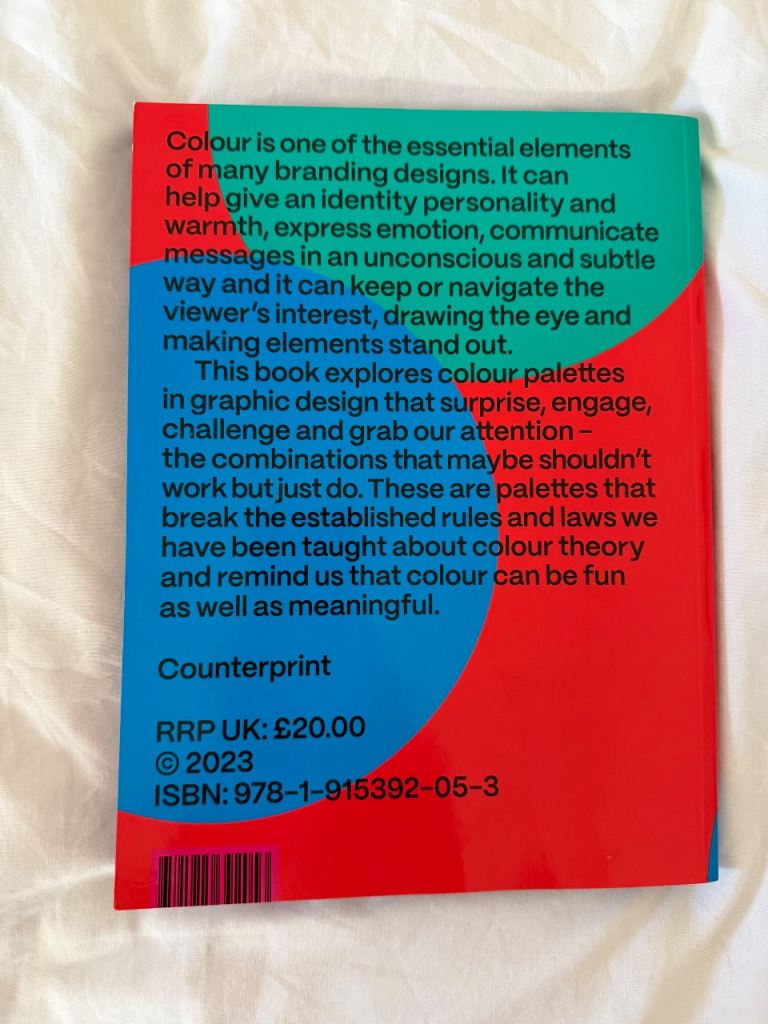 Colour is one of the essential elements
of many branding designs. It can
help give an identity personality and
warmth, express emotion, communicate
messages in an unconscious and subtle
way and it can keep or navigate the
viewer's interest, drawing the eye and
making elements stand out.
This book explores colour palettes
in graphic design that surprise, engage,
challenge and grab our attention –
the combinations that maybe shouldn't
work but just do. These are palettes that
break the established rules and laws we
have been taught about colour theory
and remind us that colour can be fun
as well as meaningful.
Counterprint
RRP UK: £20.00
© 2023
ISBN: 978-1-915392-05-3